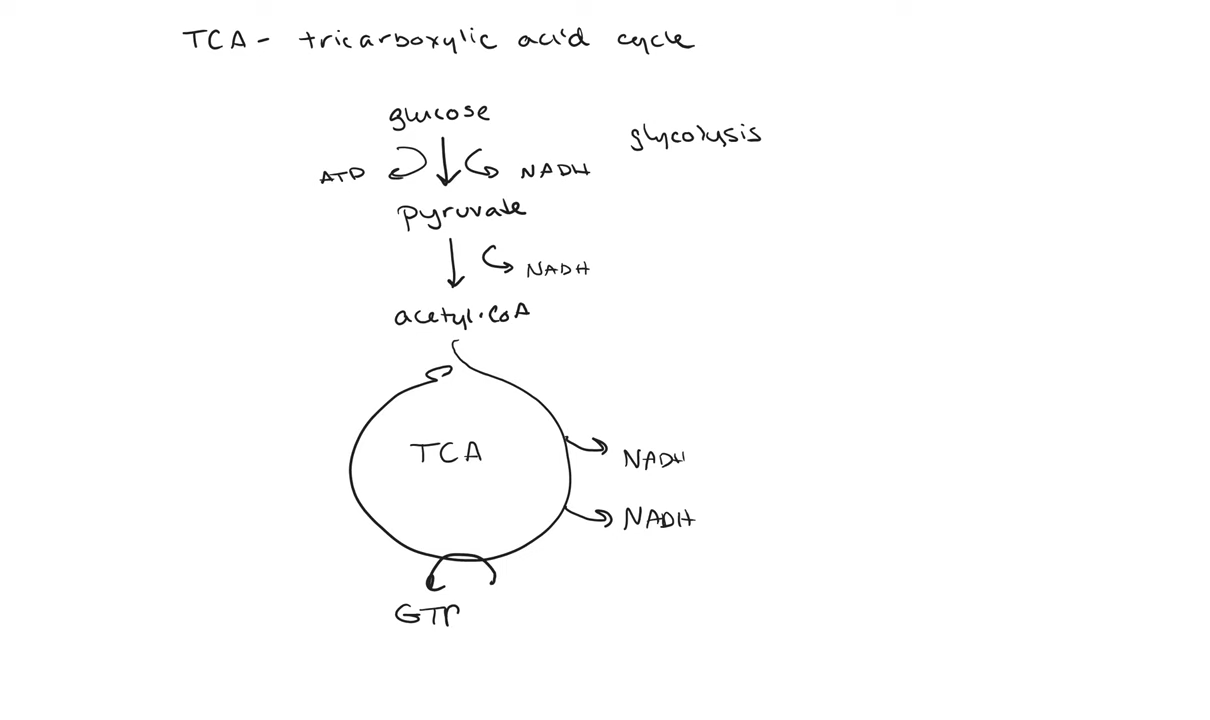 TCA - tricarboxylic acid cycle
glucose
glycolysis
ATP NADH
pyruvate
NADH
acetyl·CoA
TCA
NADH
NADH
GTP